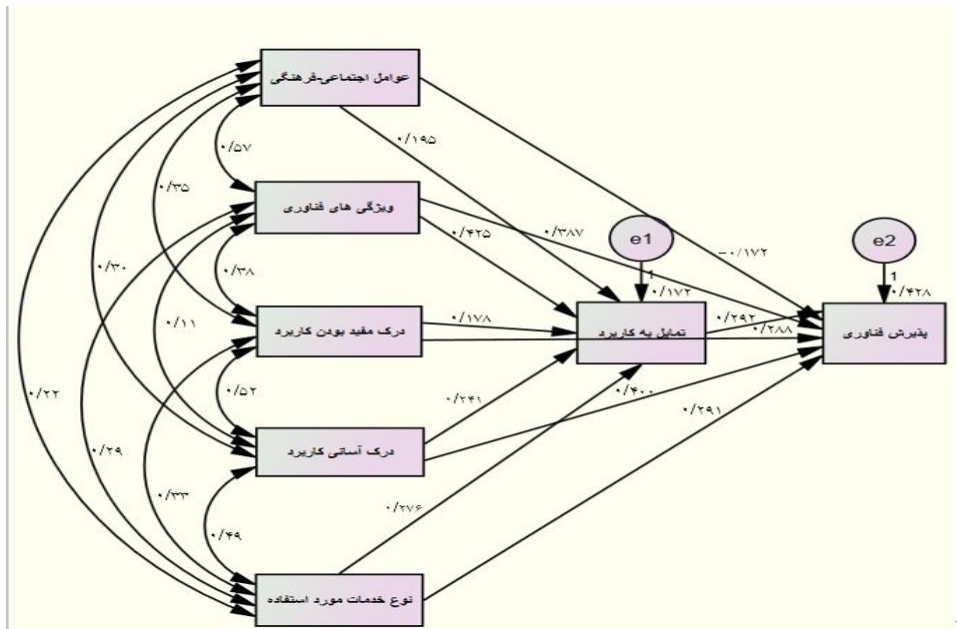 عوامل اجتماعی-فرهنگی
۰/۱۹۵
۰/۵۷
۰/۳۵
ویژگی های فناوری
۰/۴۲۵
۰/۳۸۷
-۰/۱۷۲
e1
e2
1
1
۰/۳۰
۰/۳۸
۰/۱۱
۰/۱۷۲
۰/۴۲۸
درک مفید بودن کاربرد
۰/۱۷۸
تمایل به کاربرد
۰/۲۹۲
۰/۲۸۸
پذیرش فناوری
۰/۵۲
۰/۲۲
۰/۲۴۱
۰/۴۰۰
۰/۲۹۱
درک آسانی کاربرد
۰/۲۹
۰/۳۳
۰/۴۹
۰/۲۷۶
نوع خدمات مورد استفاده